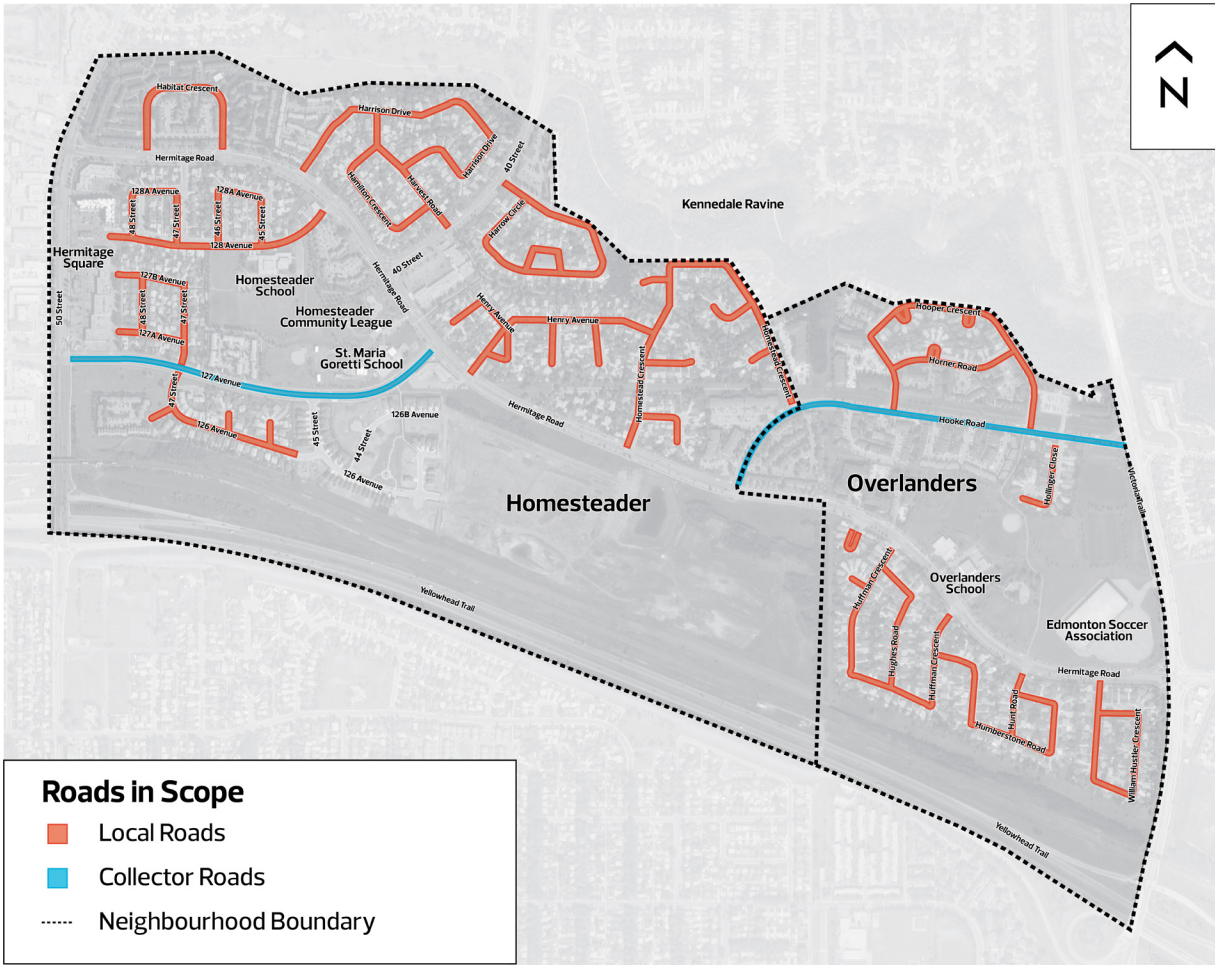 N
Habitat Crescent
Harrison Drive
Hermitage Road
Harrison Drive
40 Street
128A Avenue
128A Avenue
Hamilton Crescent
Harvest Road
48 Street
47 Street
46 Street
45 Street
Kennedale Ravine
Harrow Circle
128 Avenue
Hermitage
Square
40 Street
Hermitage Road
127B Avenue
Homesteader
School
50 Street
48 Street
47 Street
Henry Avenue
Henry Avenue
Homesteader
Community League
Hooper Crescent
127A Avenue
St. Maria
Goretti School
Homestead Crescent
Homestead Crescent
Horner Road
127 Avenue
47 Street
Hermitage Road
126B Avenue
Hooke Road
126 Avenue
45 Street
44 Street
126 Avenue
Hollinger Close
Victoria Trail
Overlanders
Homesteader
Huffman Crescent
Overlanders
School
Yellowhead Trail
Edmonton Soccer
Association
Hughes Road
Huffman Crescent
Hermitage Road
Hunt Road
Humberstone Road
William Hustler Crescent
Yellowhead Trail
Roads in Scope
Local Roads
Collector Roads
Neighbourhood Boundary